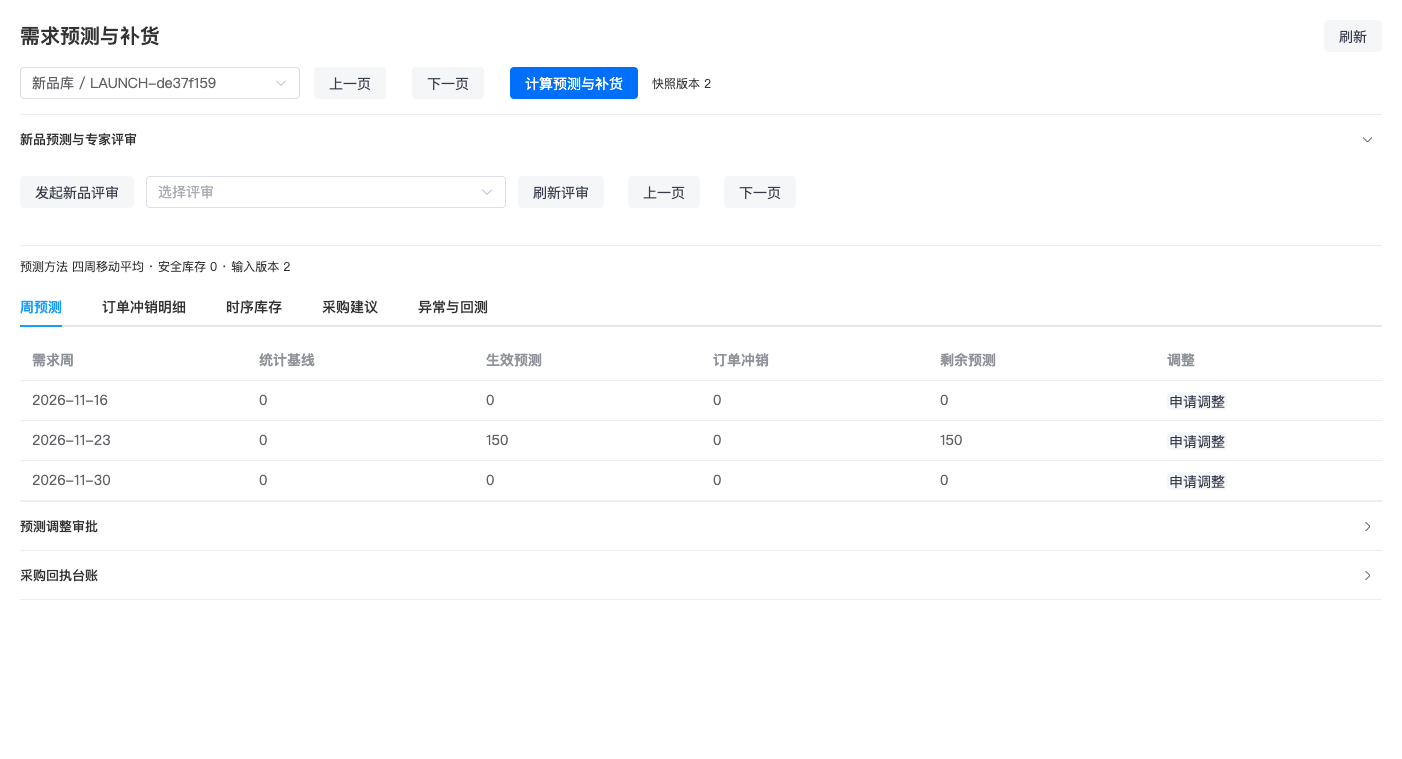 需求预测与补货 刷新
新品库 / LAUNCH-de37f159 上一页 下一页 计算预测与补货 快照版本 2
新品预测与专家评审
发起新品评审 选择评审 刷新评审 上一页 下一页
预测方法 四周移动平均 · 安全库存 0 · 输入版本 2
周预测 订单冲销明细 时序库存 采购建议 异常与回测
需求周 统计基线 生效预测 订单冲销 剩余预测 调整
2026-11-16 0 0 0 0 申请调整
2026-11-23 0 150 0 150 申请调整
2026-11-30 0 0 0 0 申请调整
预测调整审批
采购回执台账